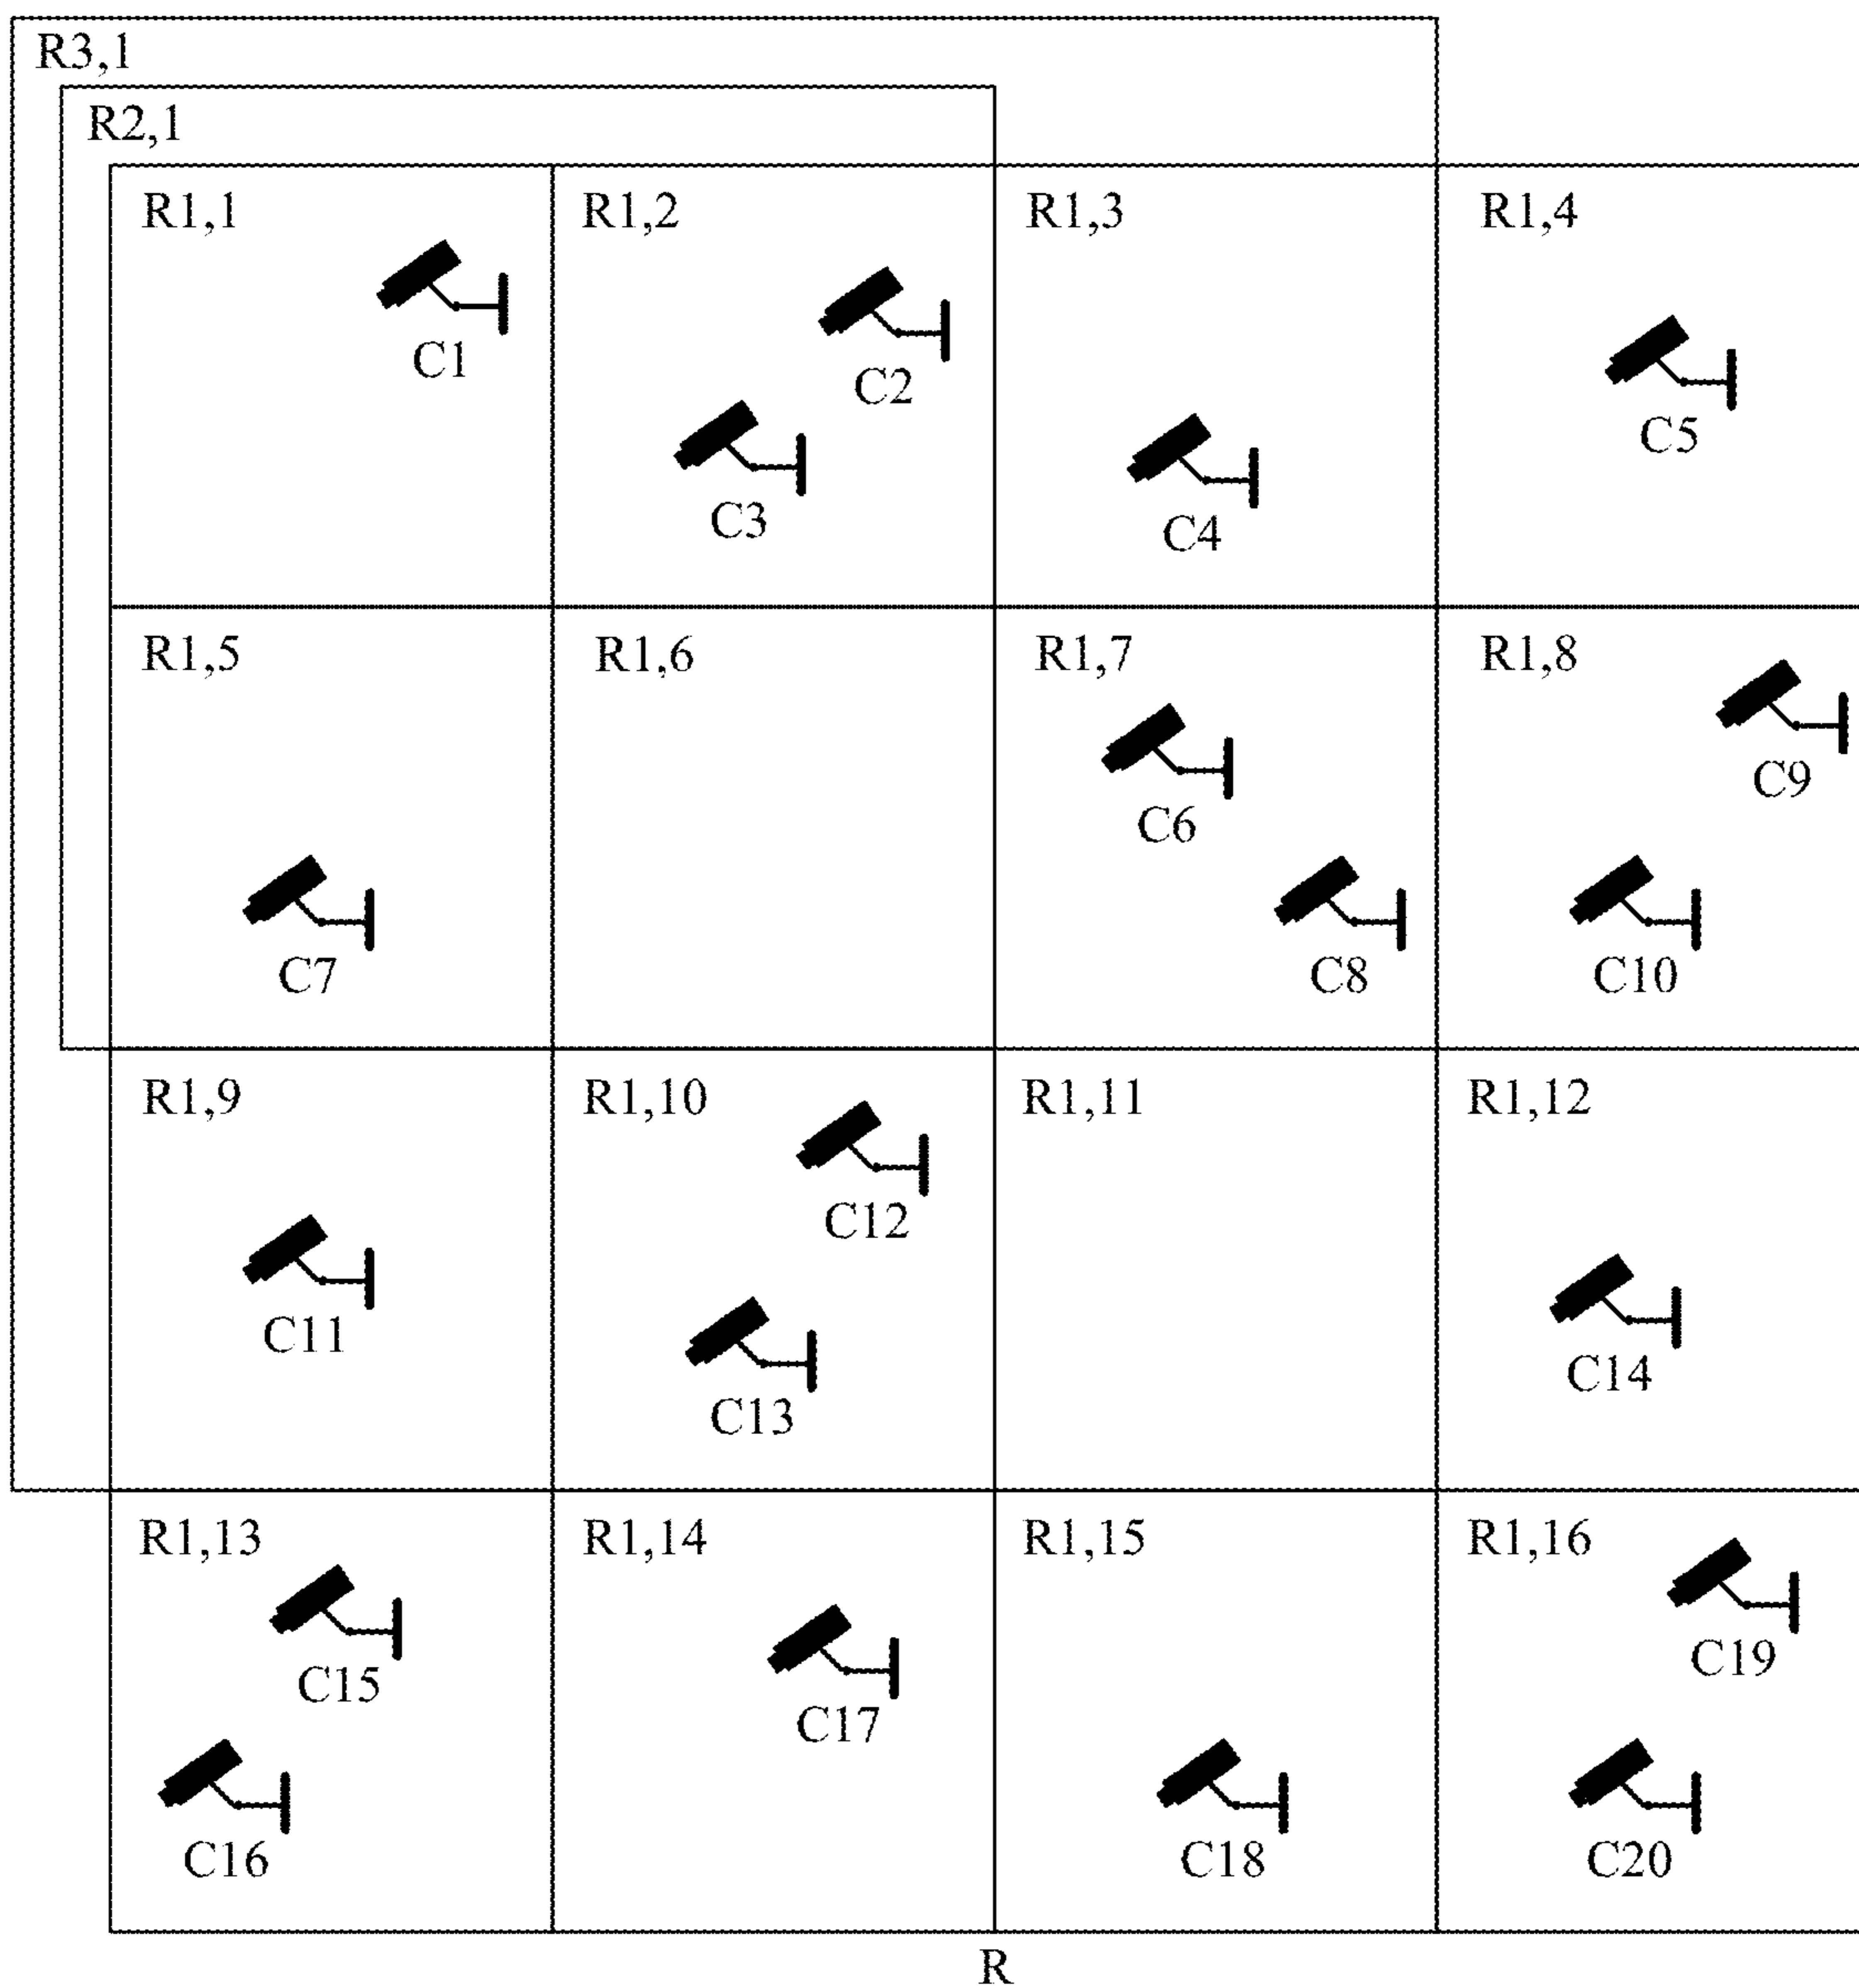 R3,1
R2,1
R1,1
R1,2
R1,3
R1,4
C1
C2
C3
C4
C5
R1,5
R1,6
R1,7
R1,8
C9
C6
C7
C8
C10
R1,9
R1,10
R1,11
R1,12
C12
C11
C13
C14
R1,13
R1,14
R1,15
R1,16
C15
C19
C17
C16
C18
C20
R